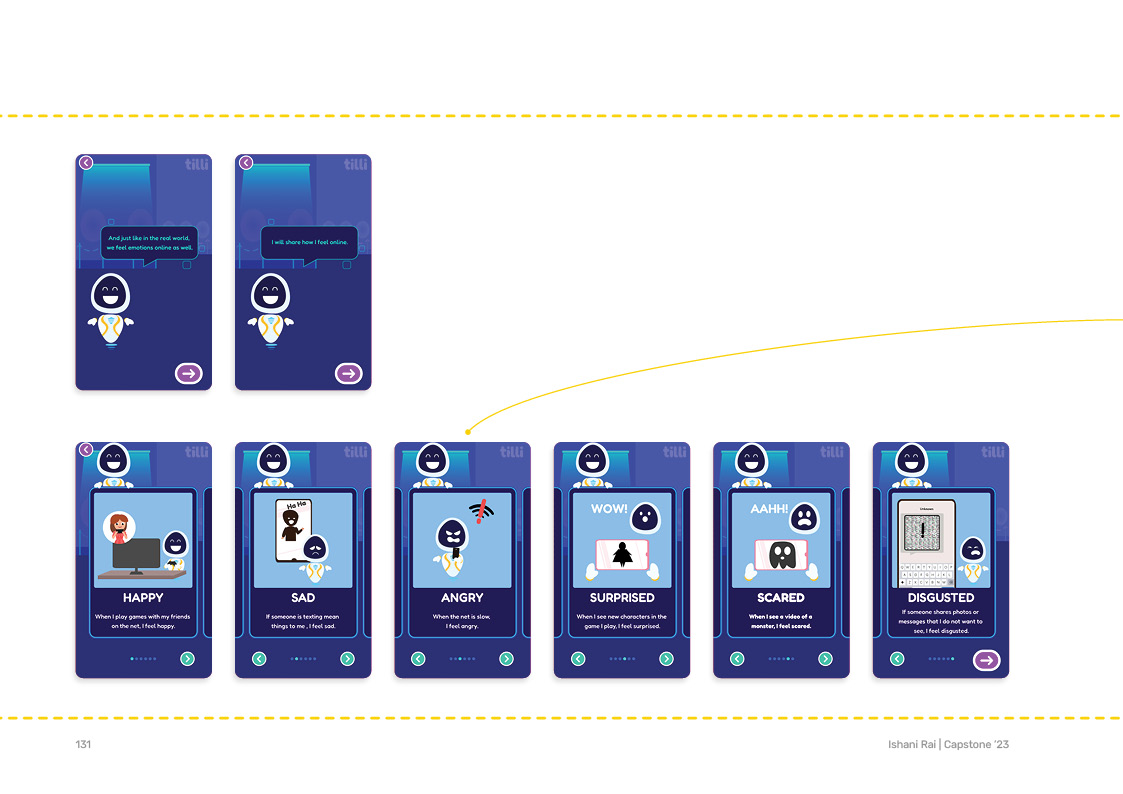 tilli
And just like in the real world,
we feel emotions online as well.
tilli
I will share how I feel online.
tilli
HAPPY
When I play games with my friends
on the net, I feel happy.
tilli
Ha Ha
SAD
If someone is texting mean
things to me , I feel sad.
tilli
ANGRY
When the net is slow,
I feel angry.
tilli
WOW!
SURPRISED
When I see new characters in the
game I play, I feel surprised.
tilli
AAHH!
SCARED
When I see a video of a
monster, I feel scared.
tilli
Unknown
DISGUSTED
If someone shares photos or
messages that I do not want to
see, I feel disgusted.
131
Ishani Rai | Capstone '23